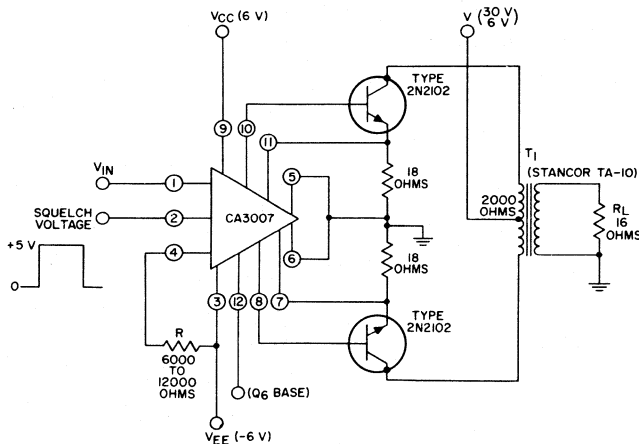 VCC (6 V)
V (30 V
6 V)
TYPE
2N2102
9
10
11
VIN
1
5
18
OHMS
T1
(STANCOR TA-10)
SQUELCH
VOLTAGE
2
CA3007
2000
OHMS
RL
16
OHMS
+5 V
0
4
6
18
OHMS
3
12
8
7
TYPE
2N2102
R
6000
TO
12000
OHMS
(Q6 BASE)
VEE (-6 V)